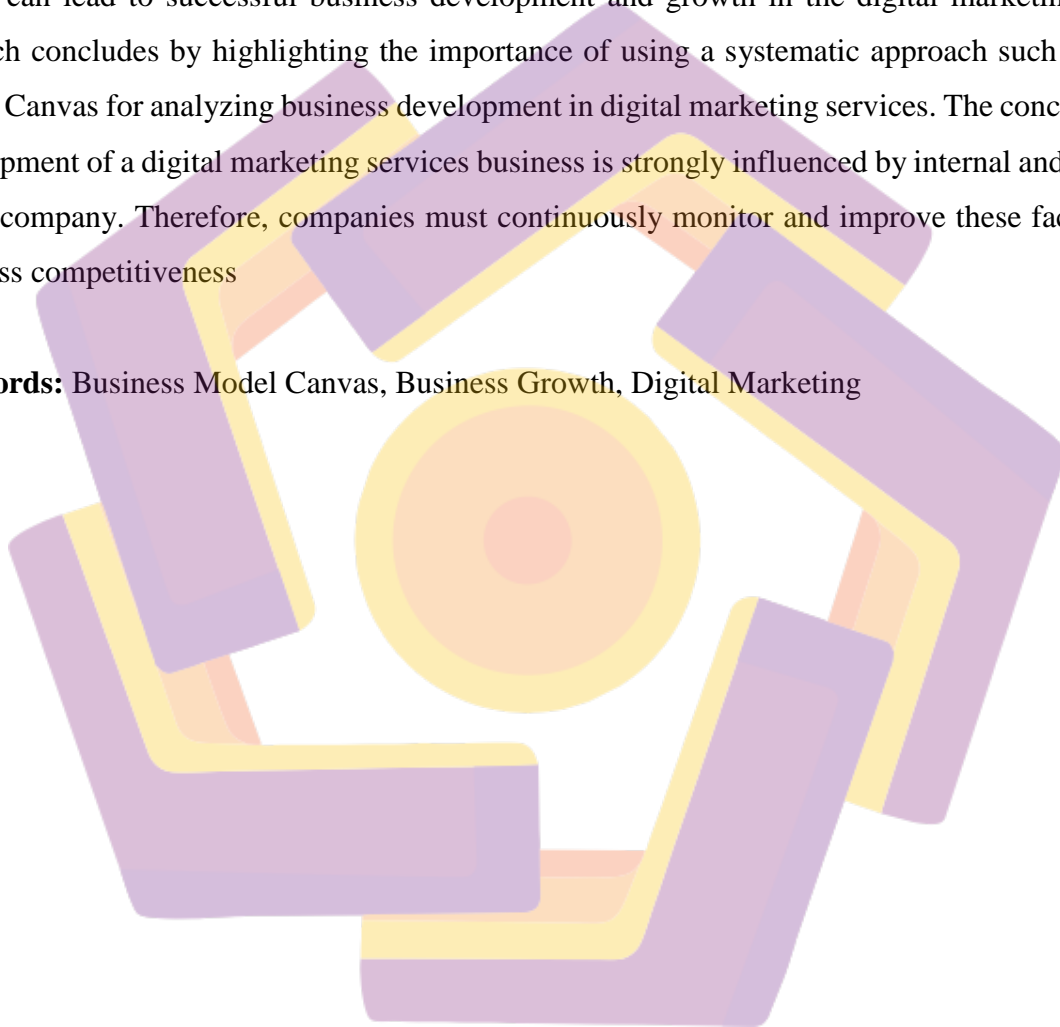 can lead to successful business development and growth in the digital marketin
ch concludes by highlighting the importance of using a systematic approach such
Canvas for analyzing business development in digital marketing services. The conc
pment of a digital marketing services business is strongly influenced by internal and
company. Therefore, companies must continuously monitor and improve these fac
ss competitiveness
ords: Business Model Canvas, Business Growth, Digital Marketing